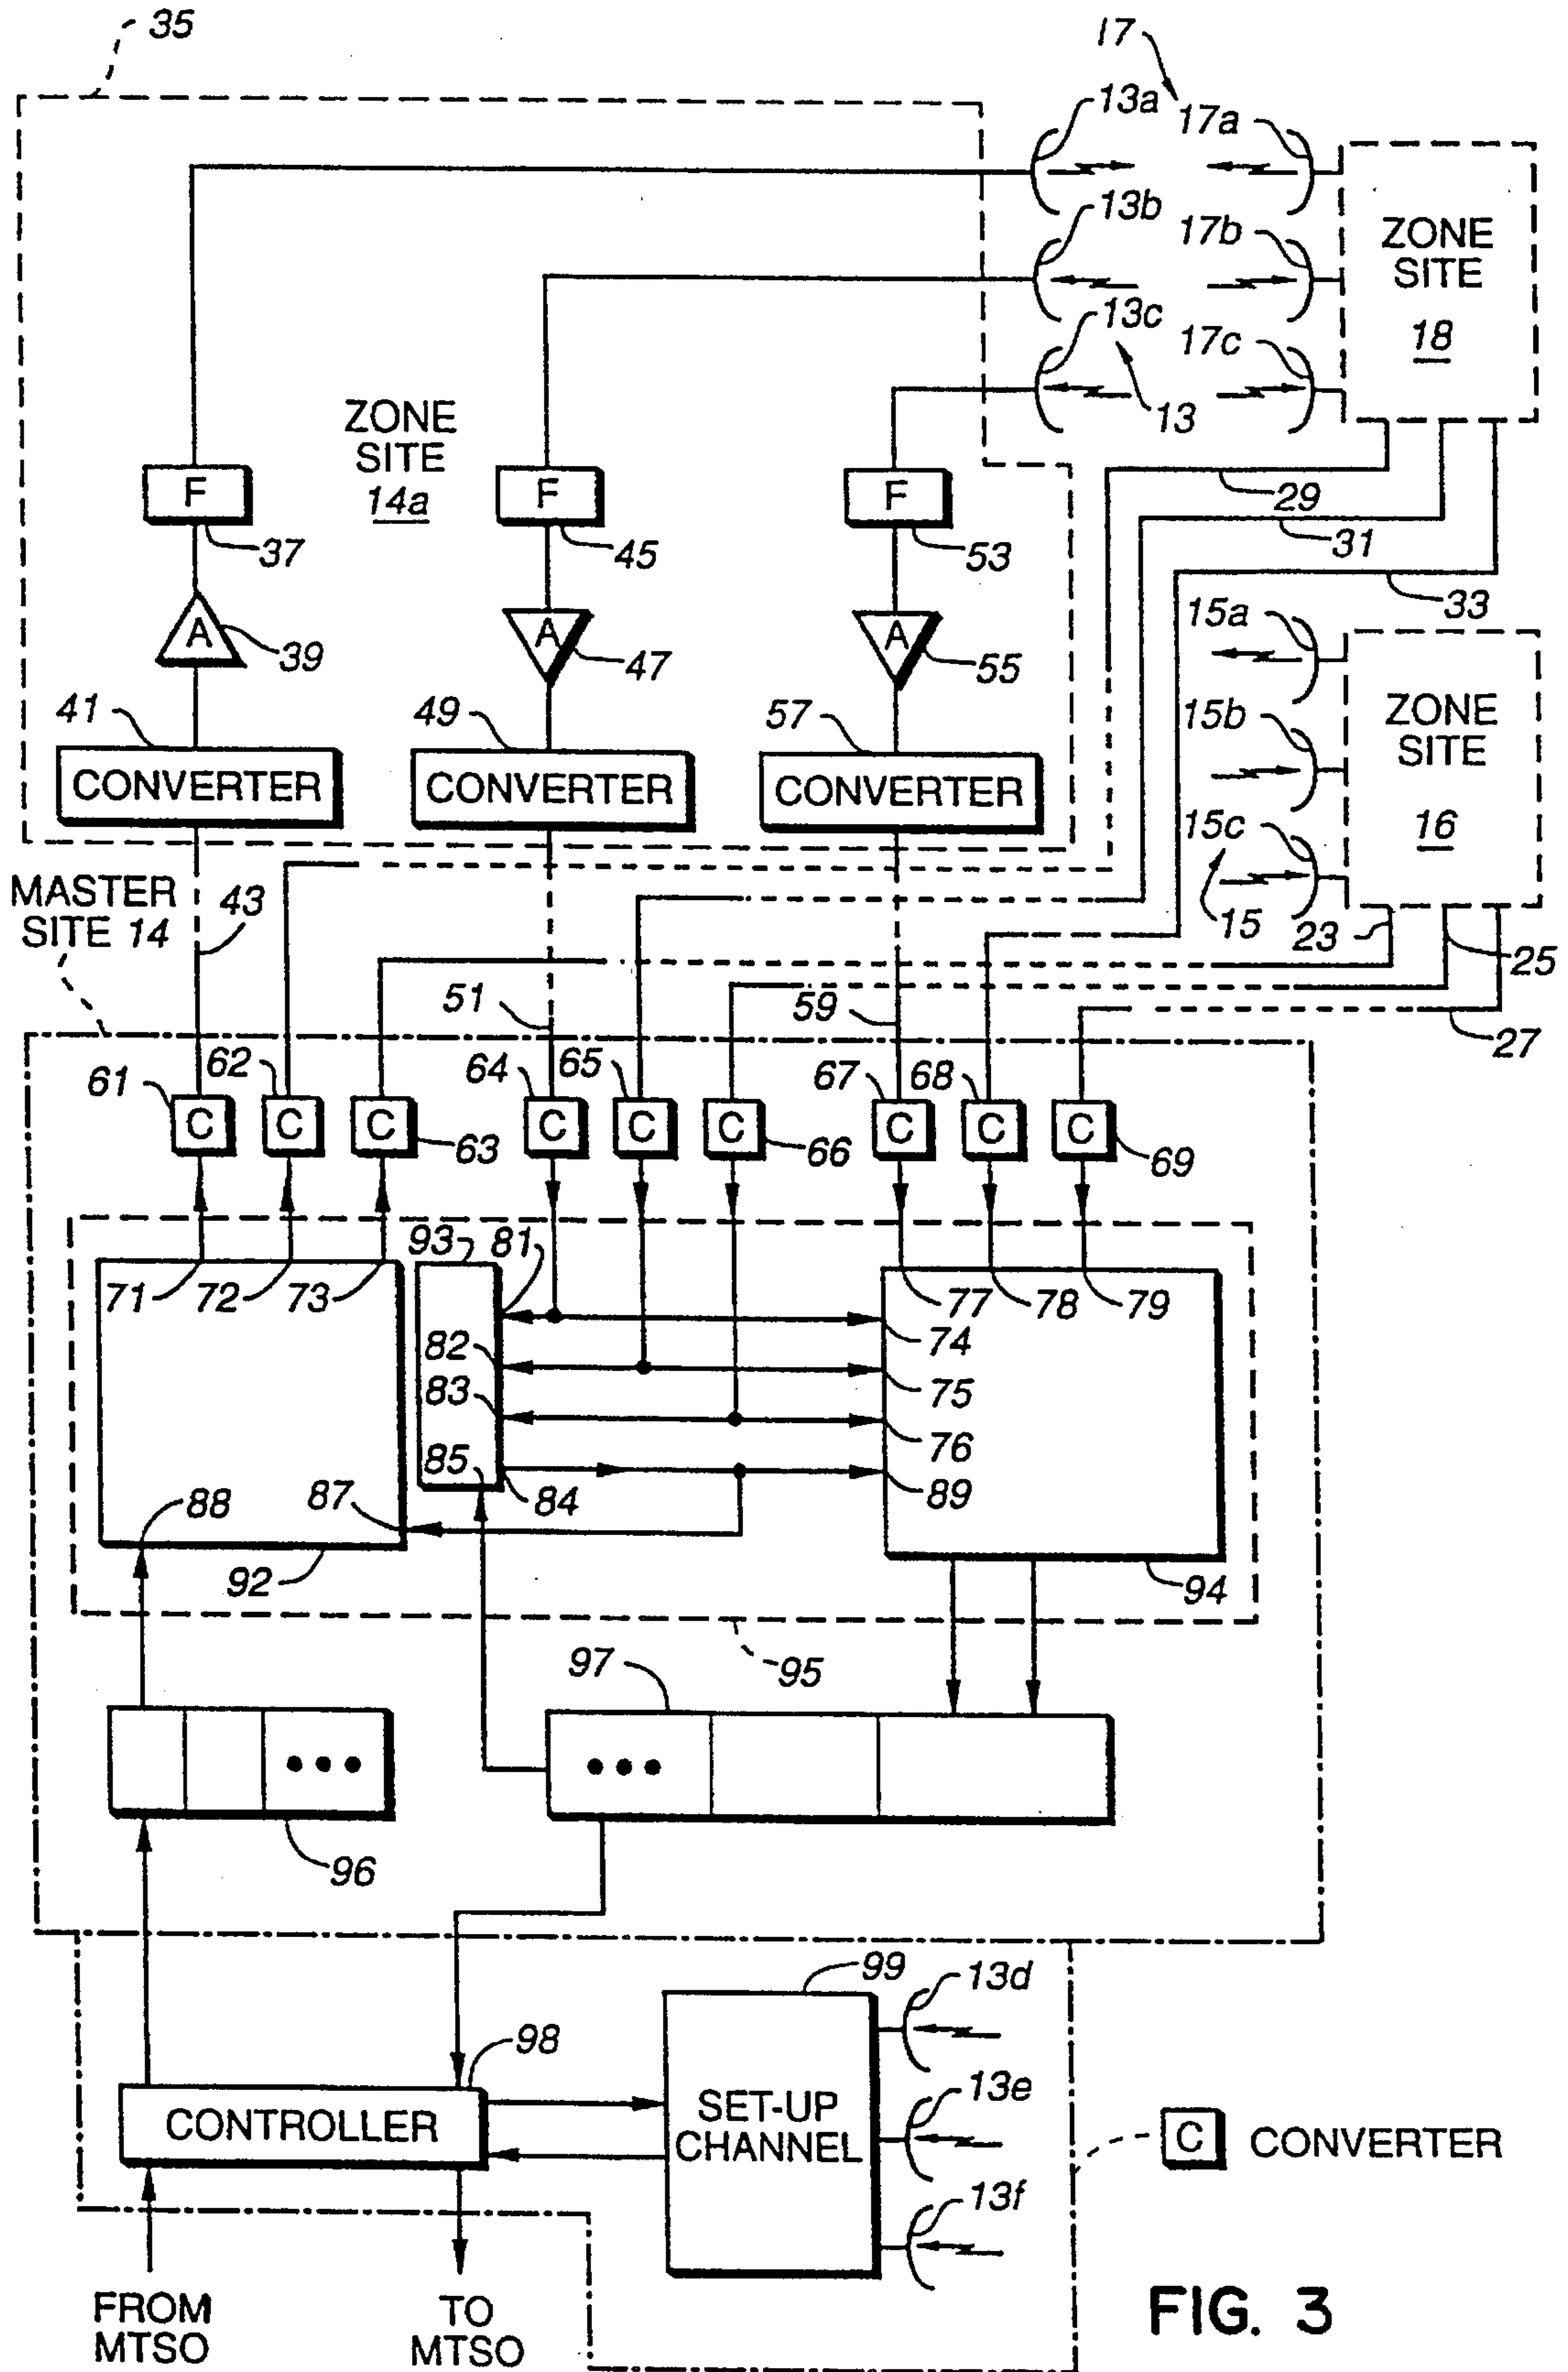 35
17
13a
17a
13b
17b
13c
17c
13
ZONE
SITE
18
ZONE
SITE
14a
F
37
F
45
F
53
29
31
33
A
39
A
47
A
55
15a
15b
15c
15
ZONE
SITE
16
41
CONVERTER
49
CONVERTER
57
CONVERTER
MASTER
SITE 14
43
51
59
23
25
27
61
C
62
C
C
63
64
C
65
C
C
66
67
C
68
C
C
69
71
72
73
93
81
77
78
79
82
74
83
75
76
85
84
89
88
87
92
94
95
97
•••
•••
96
99
13d
98
CONTROLLER
SET-UP
CHANNEL
13e
13f
C CONVERTER
FROM
MTSO
TO
MTSO
FIG. 3